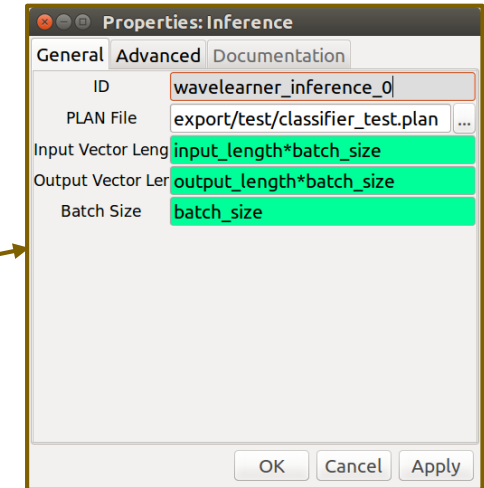 Properties: Inference
General Advanced Documentation
ID wavelearner_inference_0
PLAN File export/test/classifier_test.plan ...
Input Vector Leng input_length*batch_size
Output Vector Ler output_length*batch_size
Batch Size batch_size
OK Cancel Apply